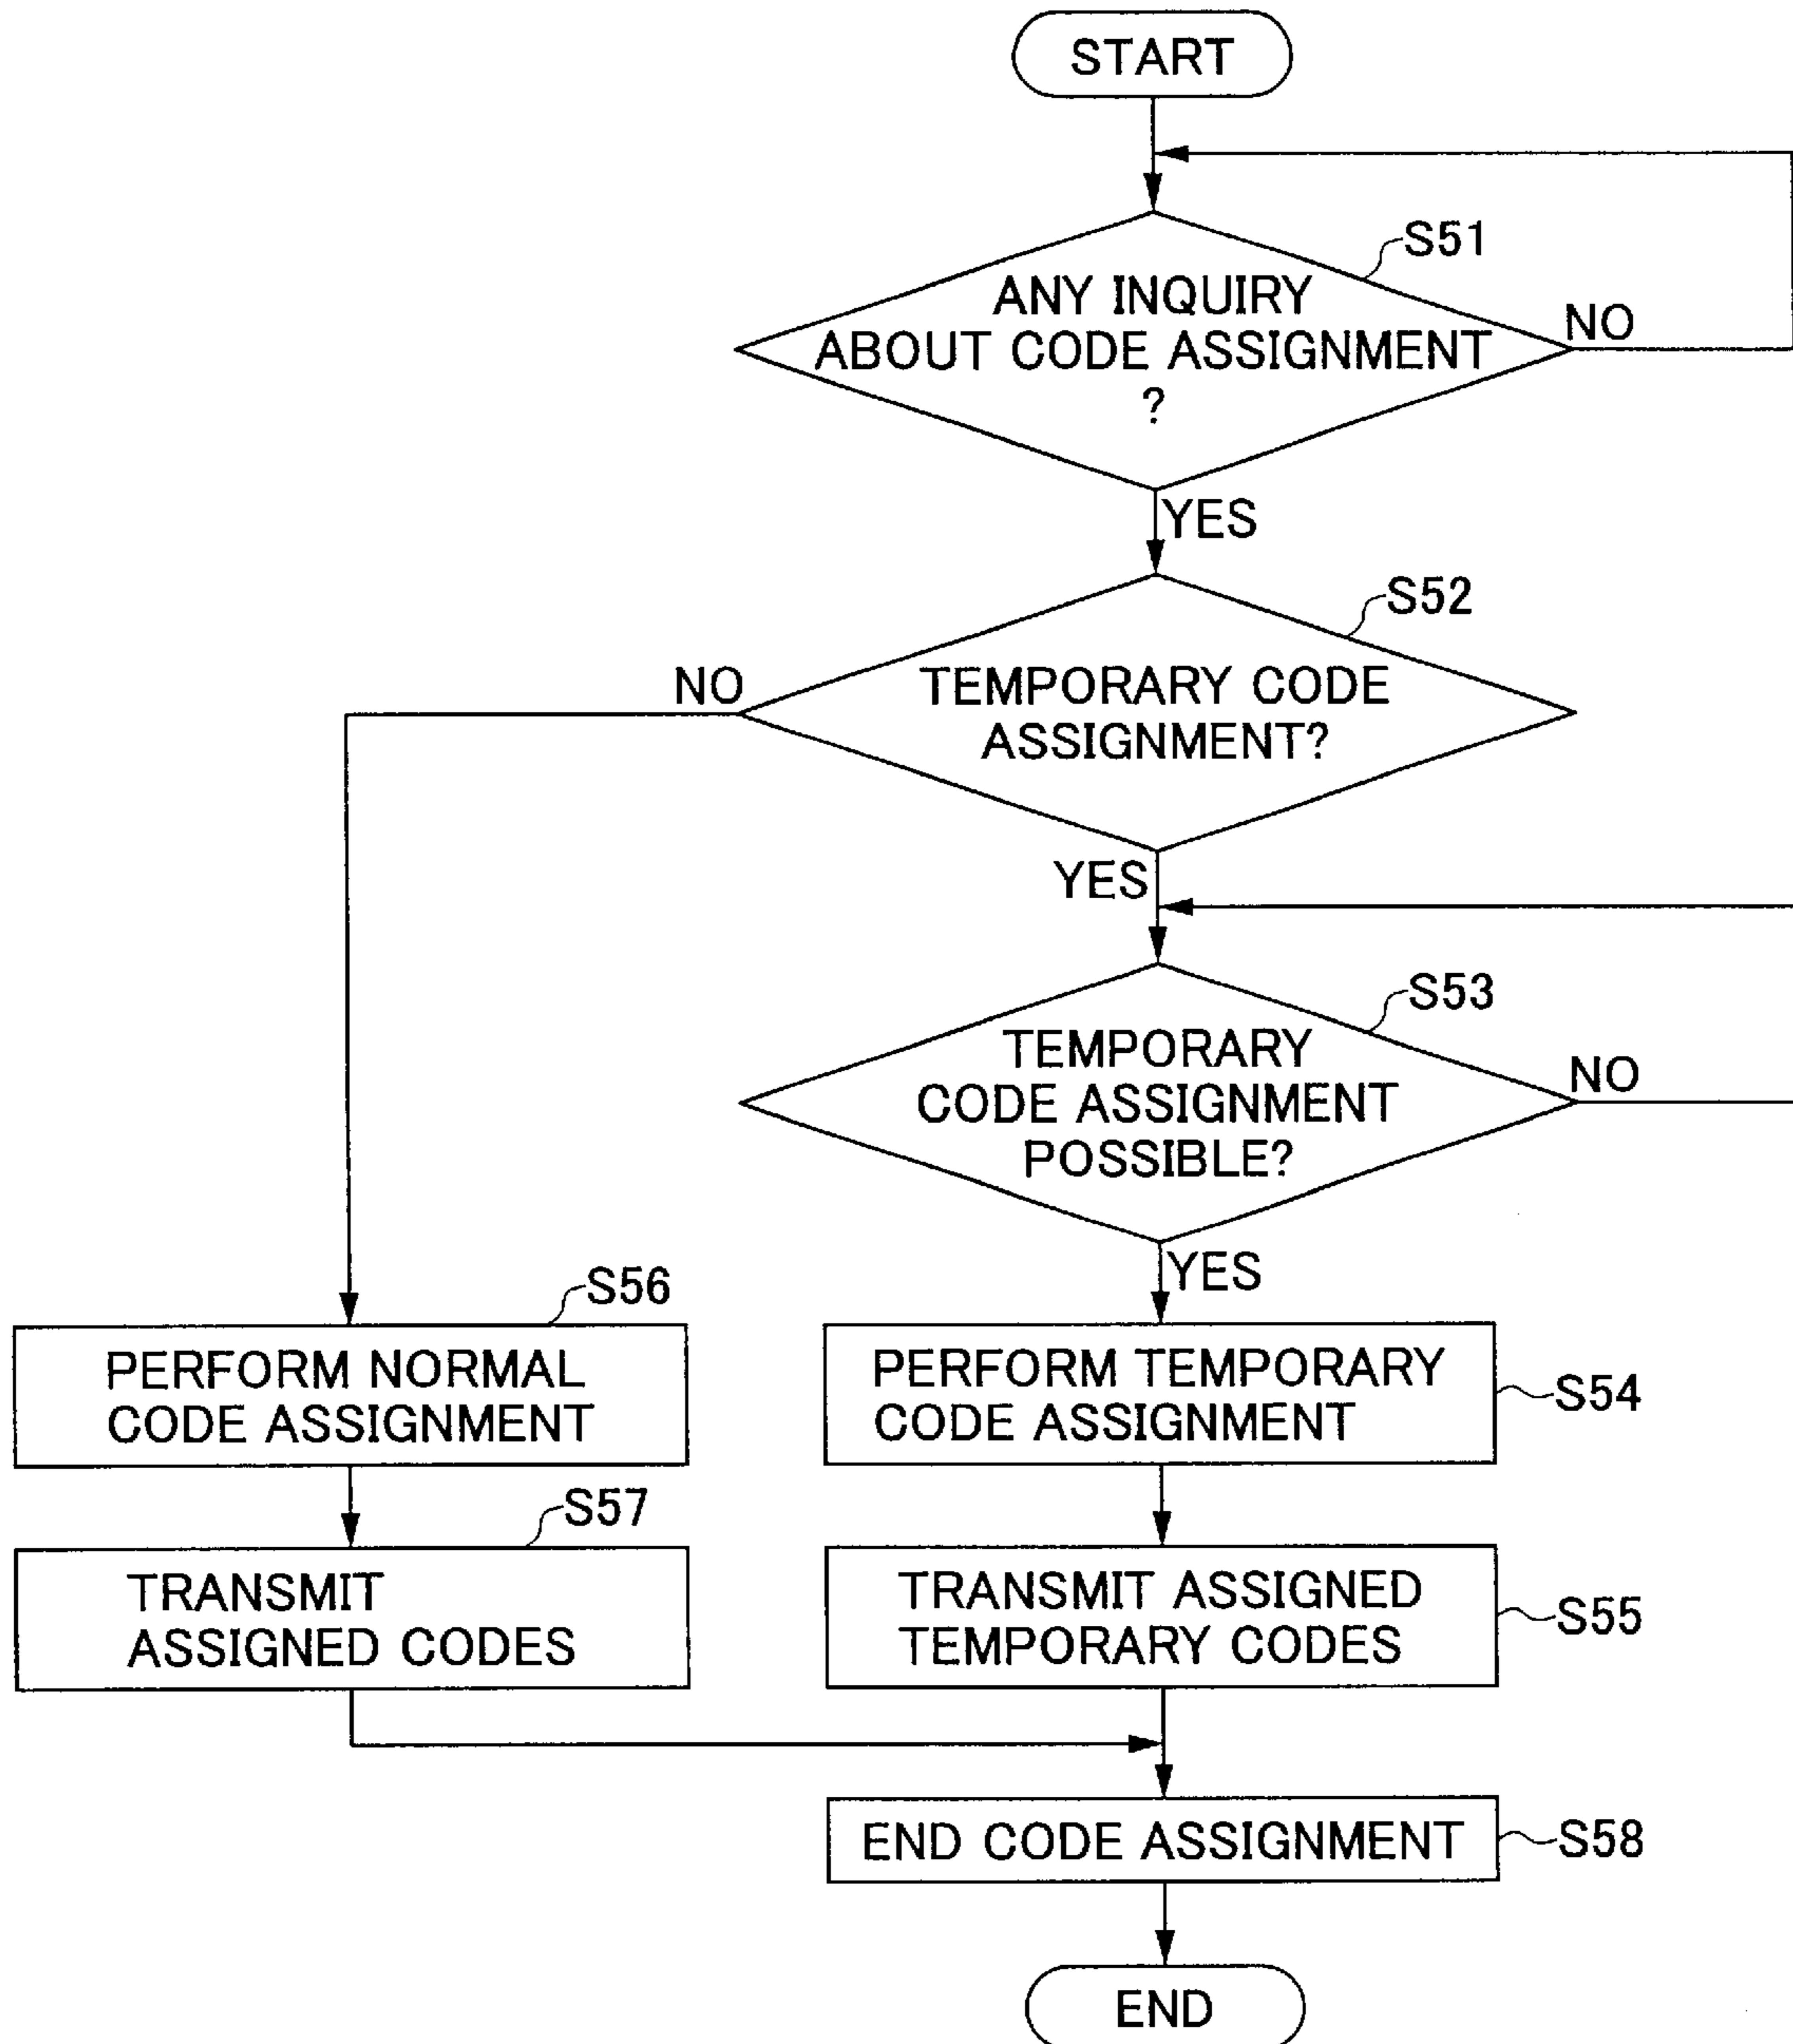 START
S51
ANY INQUIRY
ABOUT CODE ASSIGNMENT
?
NO
YES
S52
NO
TEMPORARY CODE
ASSIGNMENT?
YES
S53
TEMPORARY
CODE ASSIGNMENT
POSSIBLE?
NO
YES
S56
PERFORM NORMAL
CODE ASSIGNMENT
PERFORM TEMPORARY
CODE ASSIGNMENT
S54
S57
TRANSMIT
ASSIGNED CODES
TRANSMIT ASSIGNED
TEMPORARY CODES
S55
END CODE ASSIGNMENT
S58
END